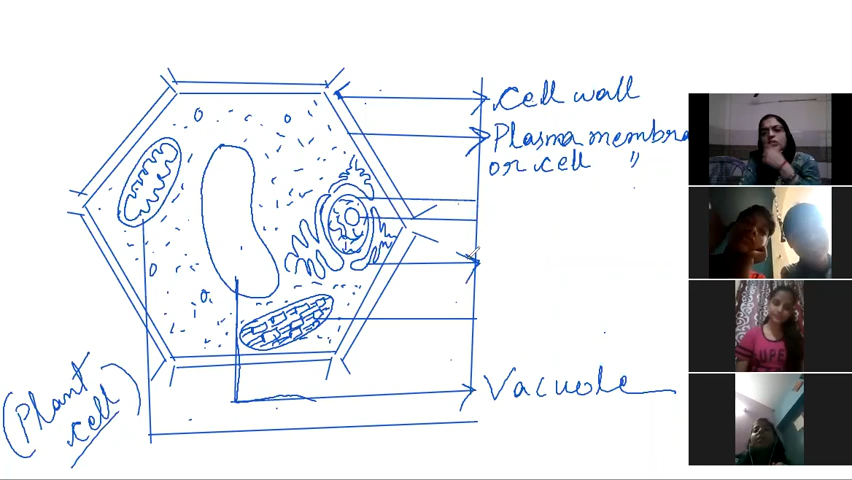 Cell wall
Plasma membra
or cell "
Vacuole
(Plant
cell)